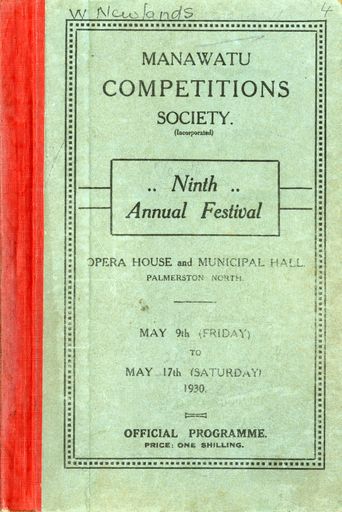 W Newlands
4
MANAWATU
COMPETITIONS
SOCIETY.
(Incorporated)
.. Ninth ..
Annual Festival
OPERA HOUSE and MUNICIPAL HALL.
PALMERSTON NORTH.
MAY 9th (FRIDAY)
TO
MAY 17th (SATURDAY)
1930.
OFFICIAL PROGRAMME.
PRICE: ONE SHILLING.